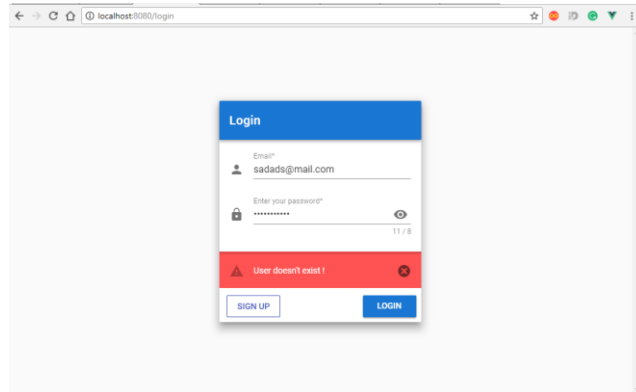 localhost:8080/login
Login
Email*
sadads@mail.com
Enter your password*
•••••••••••
11 / 8
User doesn't exist !
SIGN UP
LOGIN